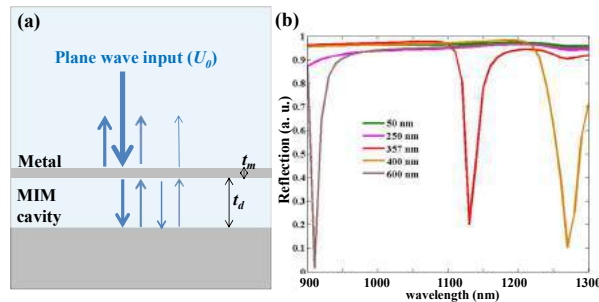 (a)
Plane wave input (U0)
Metal
tm
MIM
cavity
td
(b)
Reflection (a. u.)
1
0.9
0.8
0.7
0.6
0.5
0.4
0.3
0.2
0.1
0
50 nm
250 nm
357 nm
400 nm
600 nm
900 1000 1100 1200 1300
wavelength (nm)